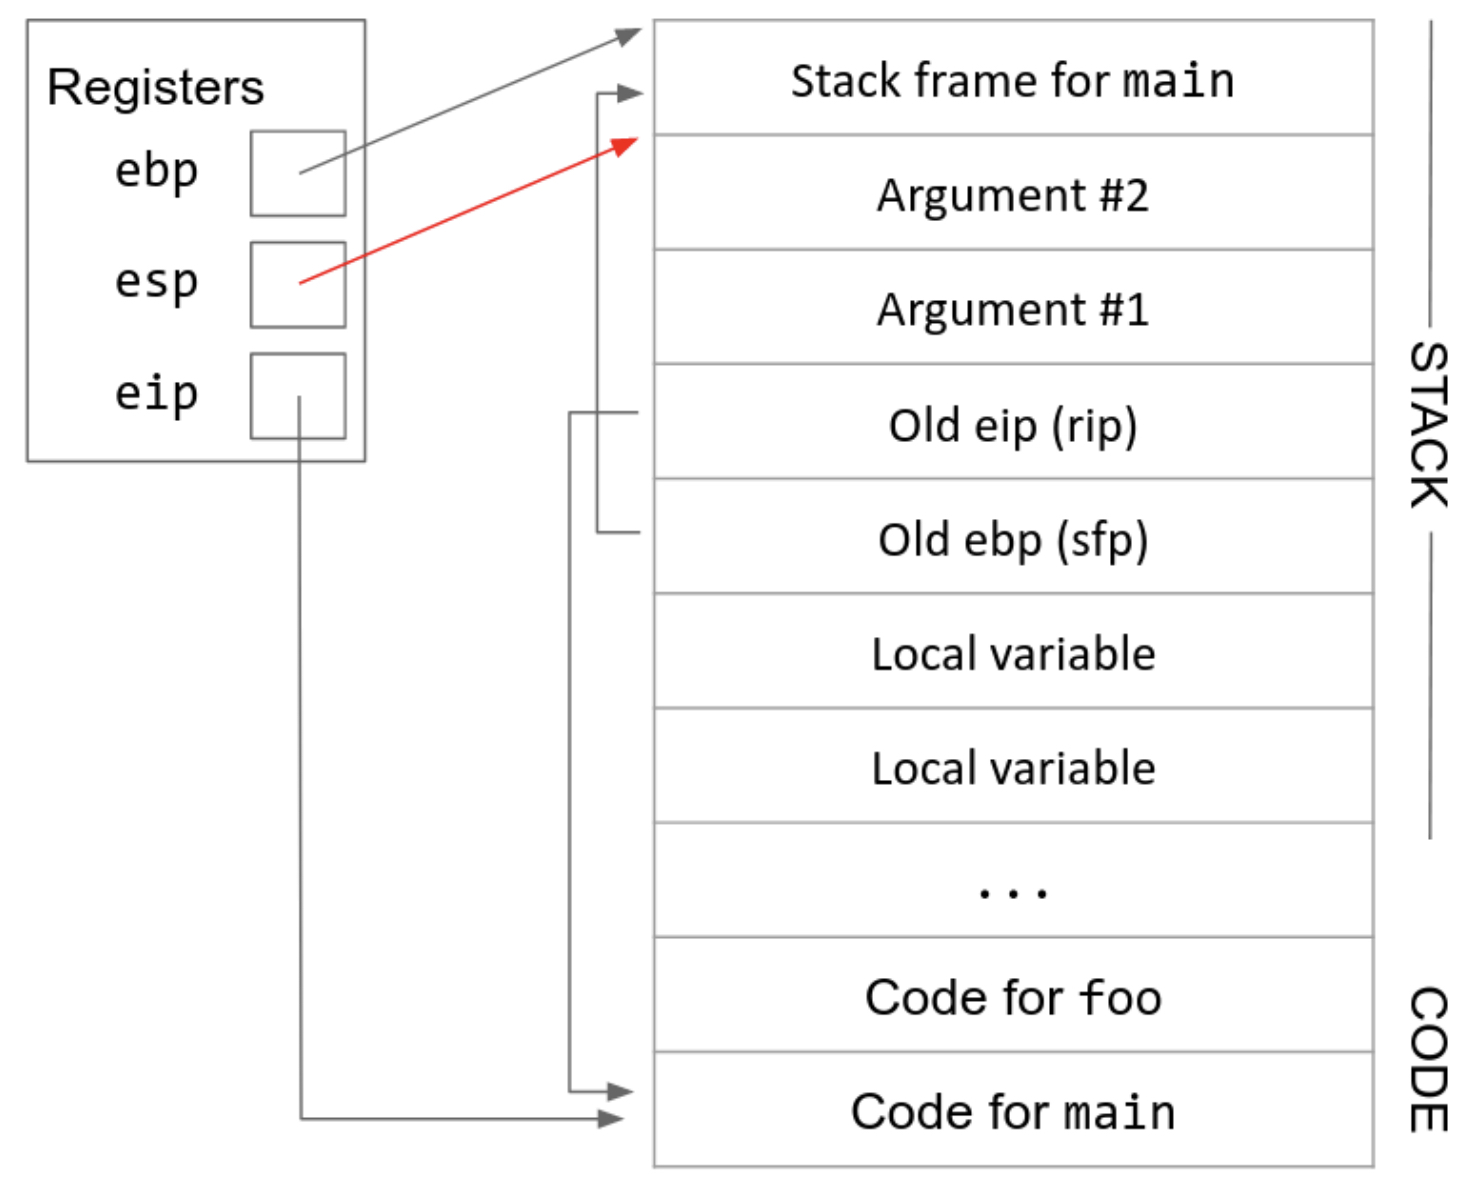 Registers
ebp
esp
eip
Stack frame for main
Argument #2
Argument #1
Old eip (rip)
Old ebp (sfp)
Local variable
Local variable
...
Code for foo
Code for main
STACK
CODE